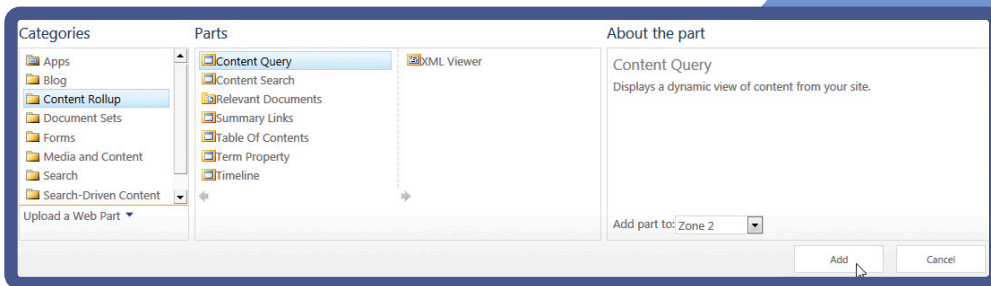 Categories
Apps
Blog
Content Rollup
Document Sets
Forms
Media and Content
Search
Search-Driven Content
Upload a Web Part
Parts
Content Query
Content Search
Relevant Documents
Summary Links
Table Of Contents
Term Property
Timeline
XML Viewer
About the part
Content Query
Displays a dynamic view of content from your site.
Add part to: Zone 2
Add
Cancel